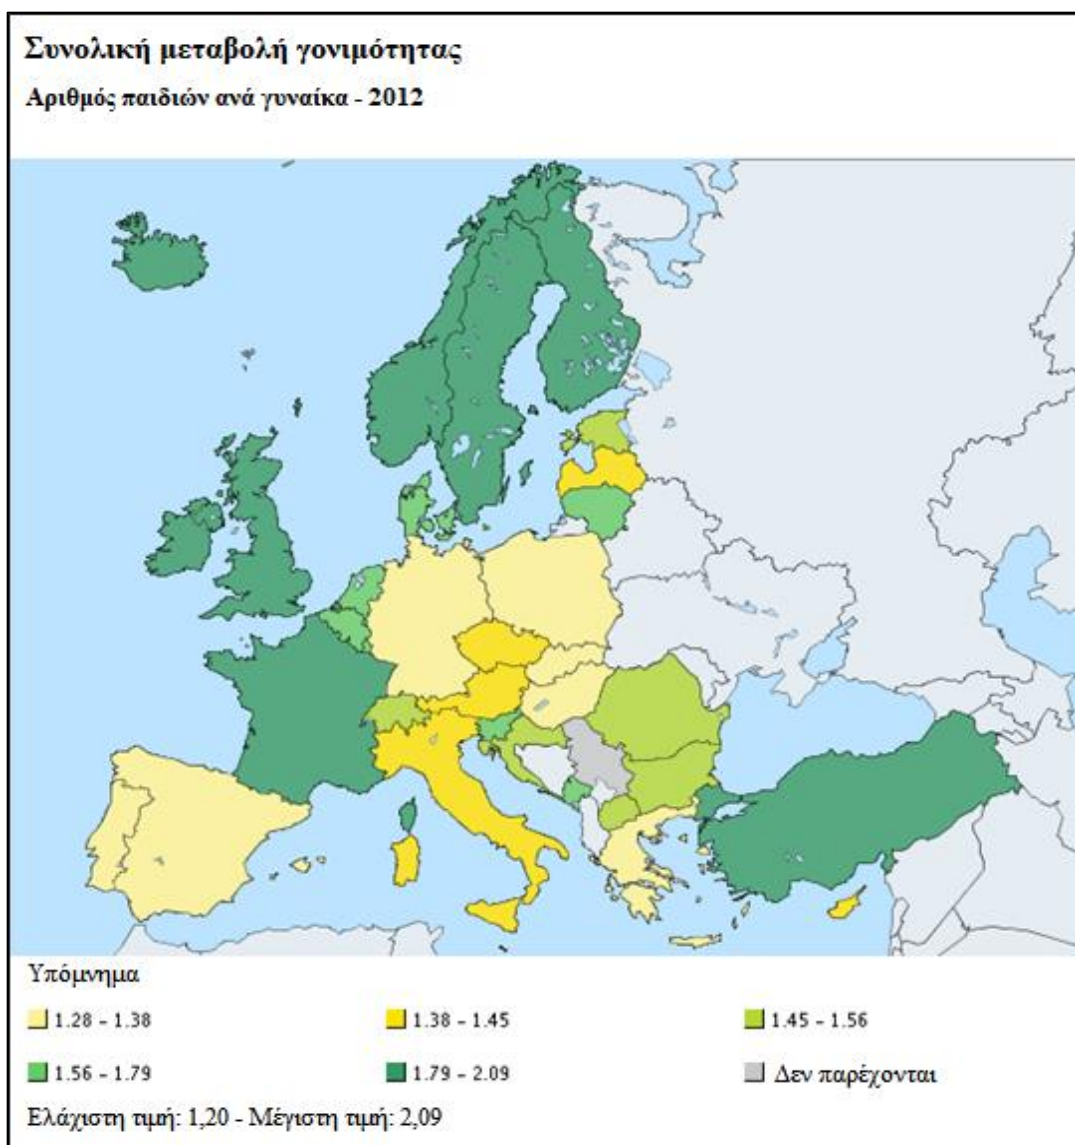 Συνολική μεταβολή γονιμότητας
Αριθμός παιδιών ανά γυναίκα - 2012
Υπόμνημα
1.28 - 1.38 1.38 - 1.45 1.45 - 1.56
1.56 - 1.79 1.79 - 2.09 Δεν παρέχονται
Ελάχιστη τιμή: 1,20 - Μέγιστη τιμή: 2,09